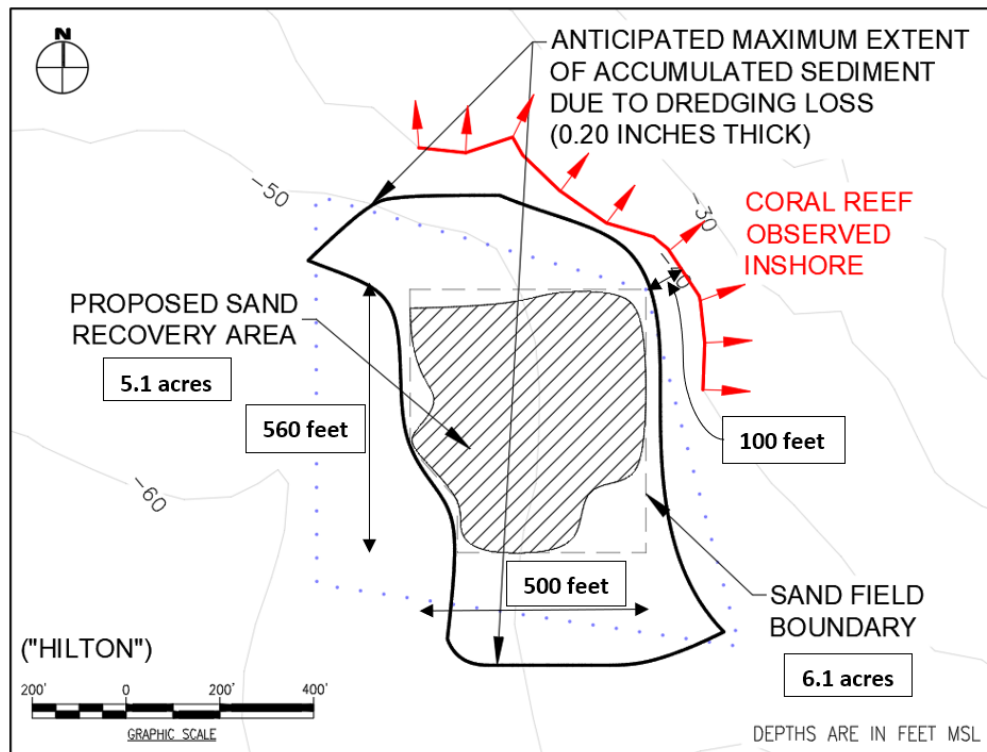 N
ANTICIPATED MAXIMUM EXTENT
OF ACCUMULATED SEDIMENT
DUE TO DREDGING LOSS
(0.20 INCHES THICK)
-50
-30
CORAL REEF
OBSERVED
INSHORE
PROPOSED SAND
RECOVERY AREA
5.1 acres
560 feet
100 feet
-60
500 feet
SAND FIELD
BOUNDARY
6.1 acres
("HILTON")
200' 0 200' 400'
GRAPHIC SCALE
DEPTHS ARE IN FEET MSL